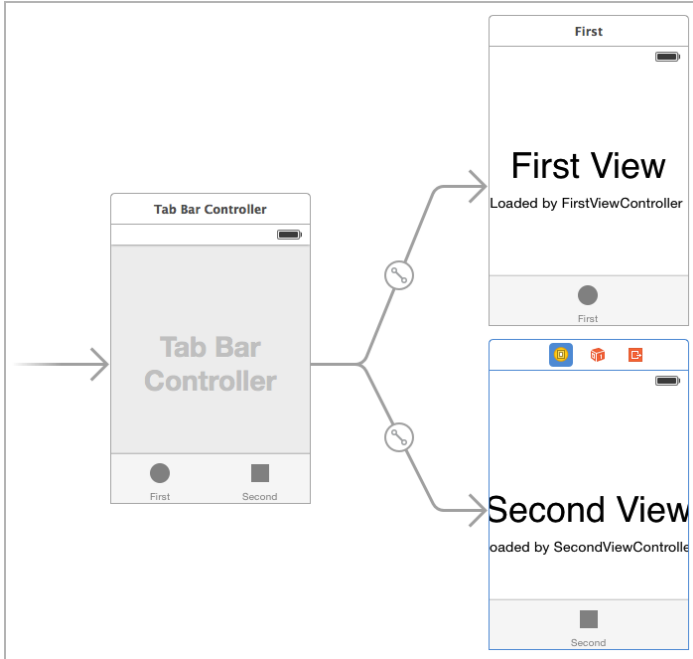 First
First View
Loaded by FirstViewController
First
Tab Bar Controller
Tab Bar
Controller
First Second
Second View
oaded by SecondViewControlle
Second